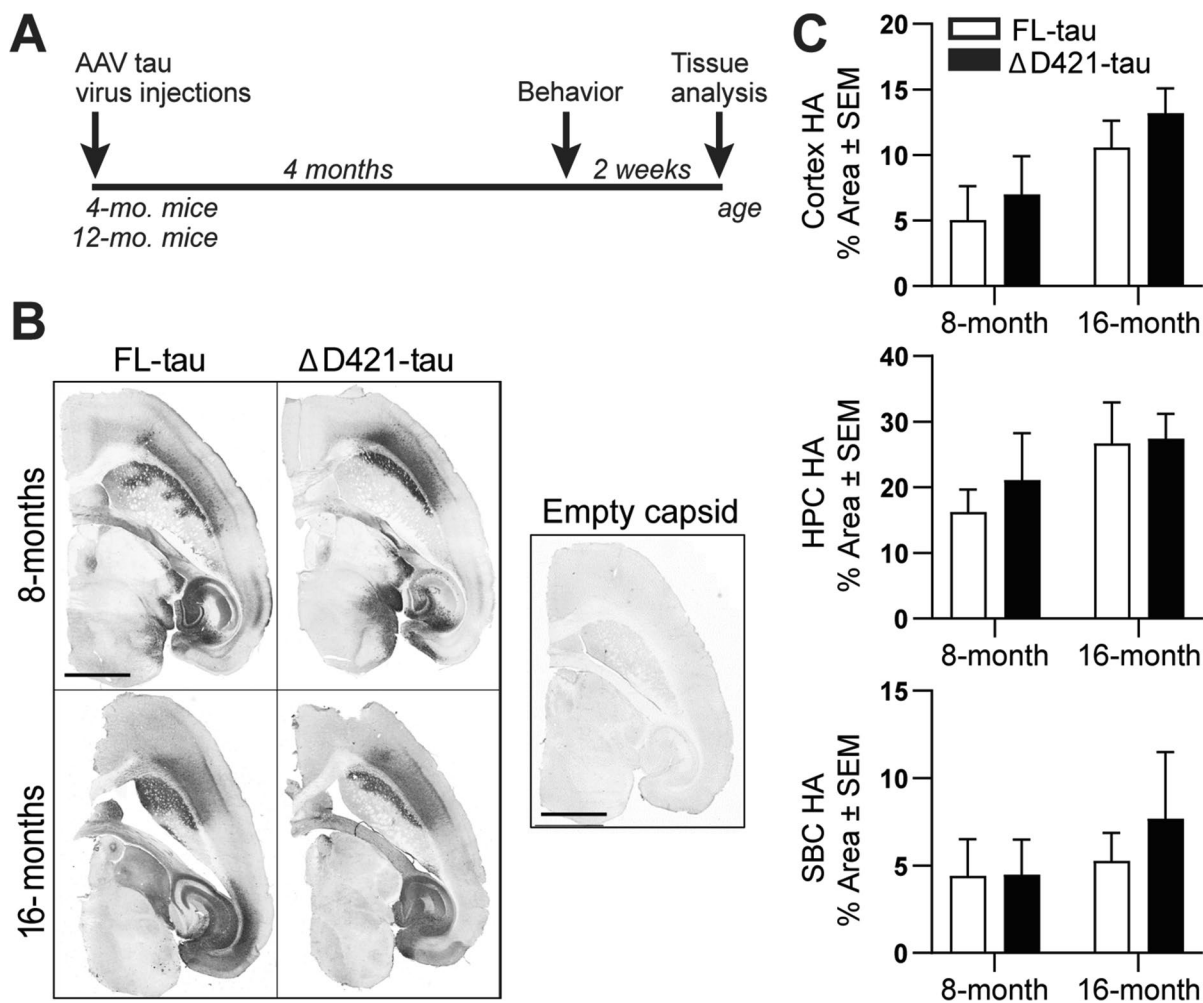 A
AAV tau
virus injections
Behavior
Tissue
analysis
4 months
2 weeks
4-mo. mice
12-mo. mice
age
B
FL-tau
ΔD421-tau
8-months
16-months
Empty capsid
C
FL-tau
ΔD421-tau
Cortex HA
% Area ± SEM
20
15
10
5
0
8-month
16-month
HPC HA
% Area ± SEM
40
30
20
10
0
8-month
16-month
SBC HA
% Area ± SEM
15
10
5
0
8-month
16-month